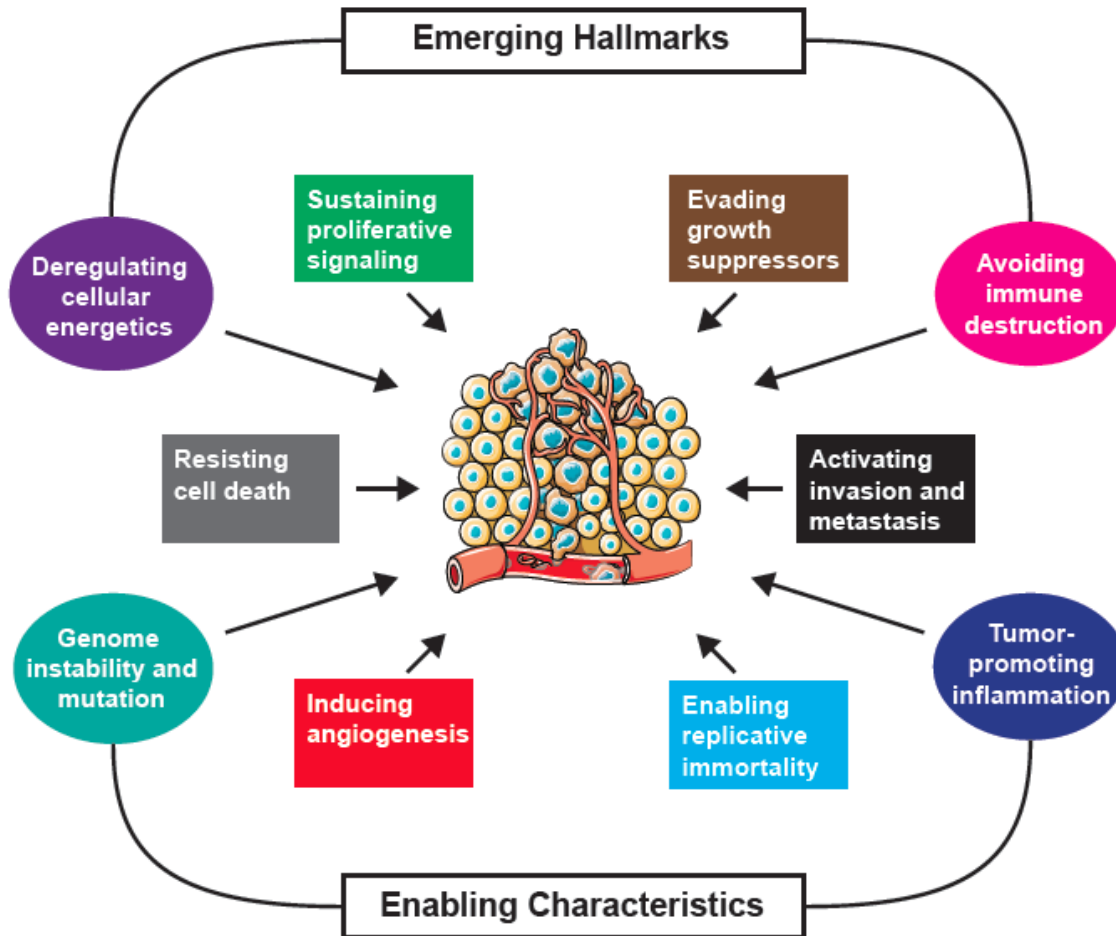 Emerging Hallmarks
Sustaining
proliferative
signaling
Evading
growth
suppressors
Deregulating
cellular
energetics
Avoiding
immune
destruction
Resisting
cell death
Activating
invasion and
metastasis
Genome
instability and
mutation
Tumor-
promoting
inflammation
Inducing
angiogenesis
Enabling
replicative
immortality
Enabling Characteristics